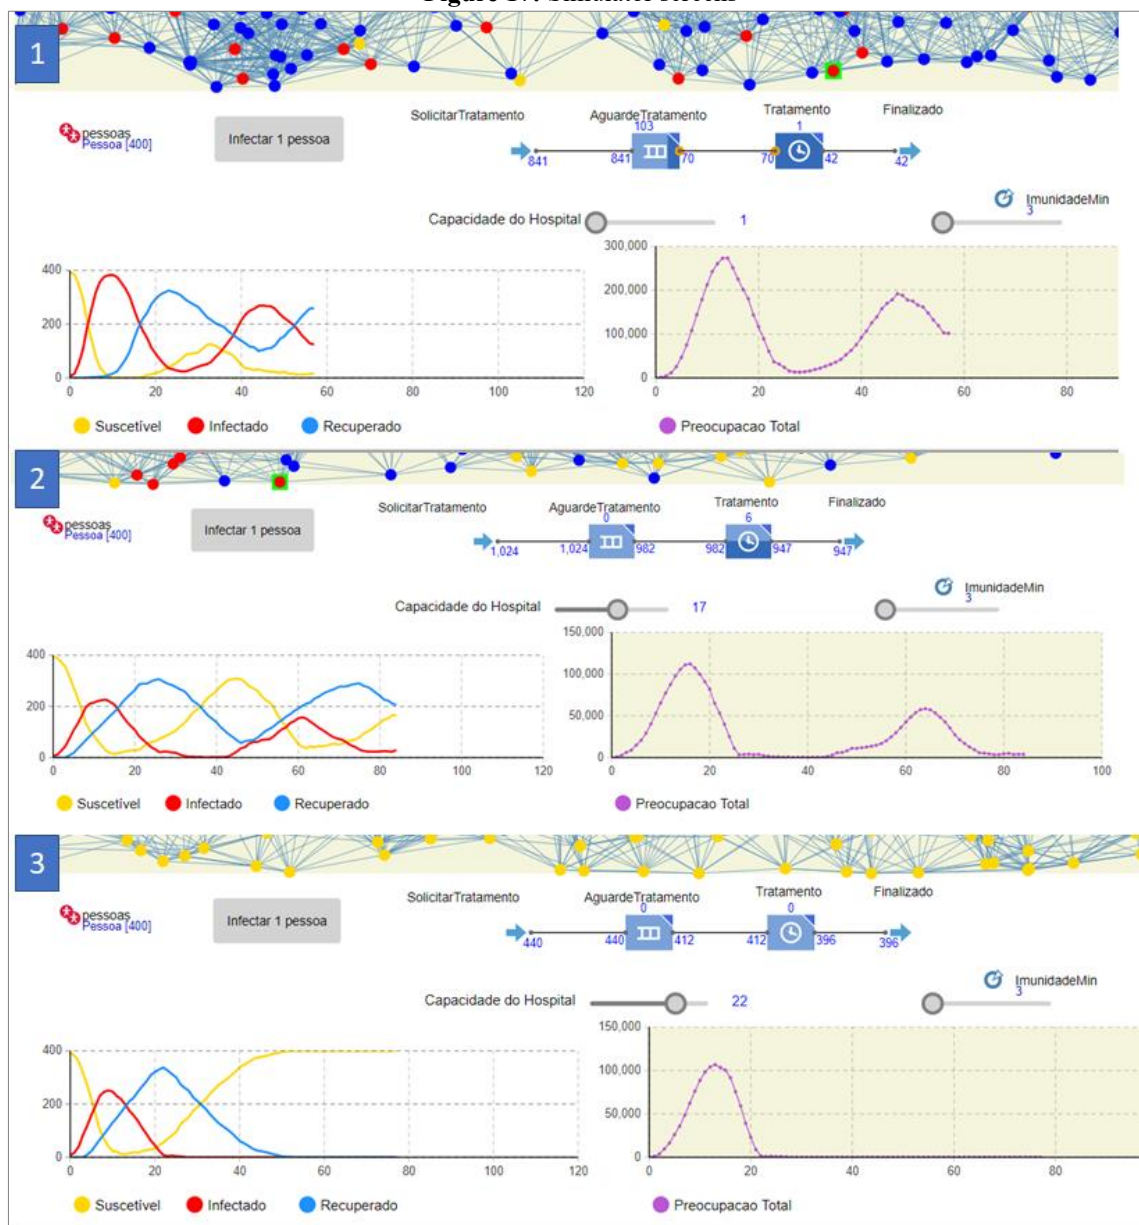 1
SolicitarTratamento AguardeTratamento Tratamento Finalizado
103 1
pessoas
Pessoa [400]
Infectar 1 pessoa
841 841 70 70 42 42
ImunidadeMin
3
Capacidade do Hospital 1
400
200
0
0 20 40 60 80 100 120
300,000
200,000
100,000
0
0 20 40 60 80
Suscetível Infectado Recuperado
Preocupacao Total
2
SolicitarTratamento AguardeTratamento Tratamento Finalizado
0 6
pessoas
Pessoa [400]
Infectar 1 pessoa
1,024 1,024 982 982 947 947
ImunidadeMin
3
Capacidade do Hospital 17
400
200
0
0 20 40 60 80 100 120
150,000
100,000
50,000
0
0 20 40 60 80 100
Suscetível Infectado Recuperado
Preocupacao Total
3
SolicitarTratamento AguardeTratamento Tratamento Finalizado
0 0
pessoas
Pessoa [400]
Infectar 1 pessoa
440 440 412 412 396 396
ImunidadeMin
3
Capacidade do Hospital 22
400
200
0
0 20 40 60 80 100 120
150,000
100,000
50,000
0
0 20 40 60 80
Suscetível Infectado Recuperado
Preocupacao Total